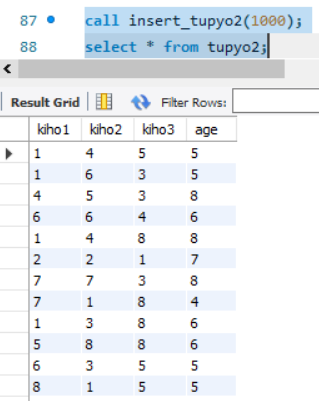 87 call insert_tupyo2(1000);
88 select * from tupyo2;
Result Grid Filter Rows:
kiho1 kiho2 kiho3 age
1 4 5 5
1 6 3 5
4 5 3 8
6 6 4 6
1 4 8 8
2 2 1 7
7 7 3 8
7 1 8 4
1 3 8 6
5 8 8 6
6 3 5 5
8 1 5 5